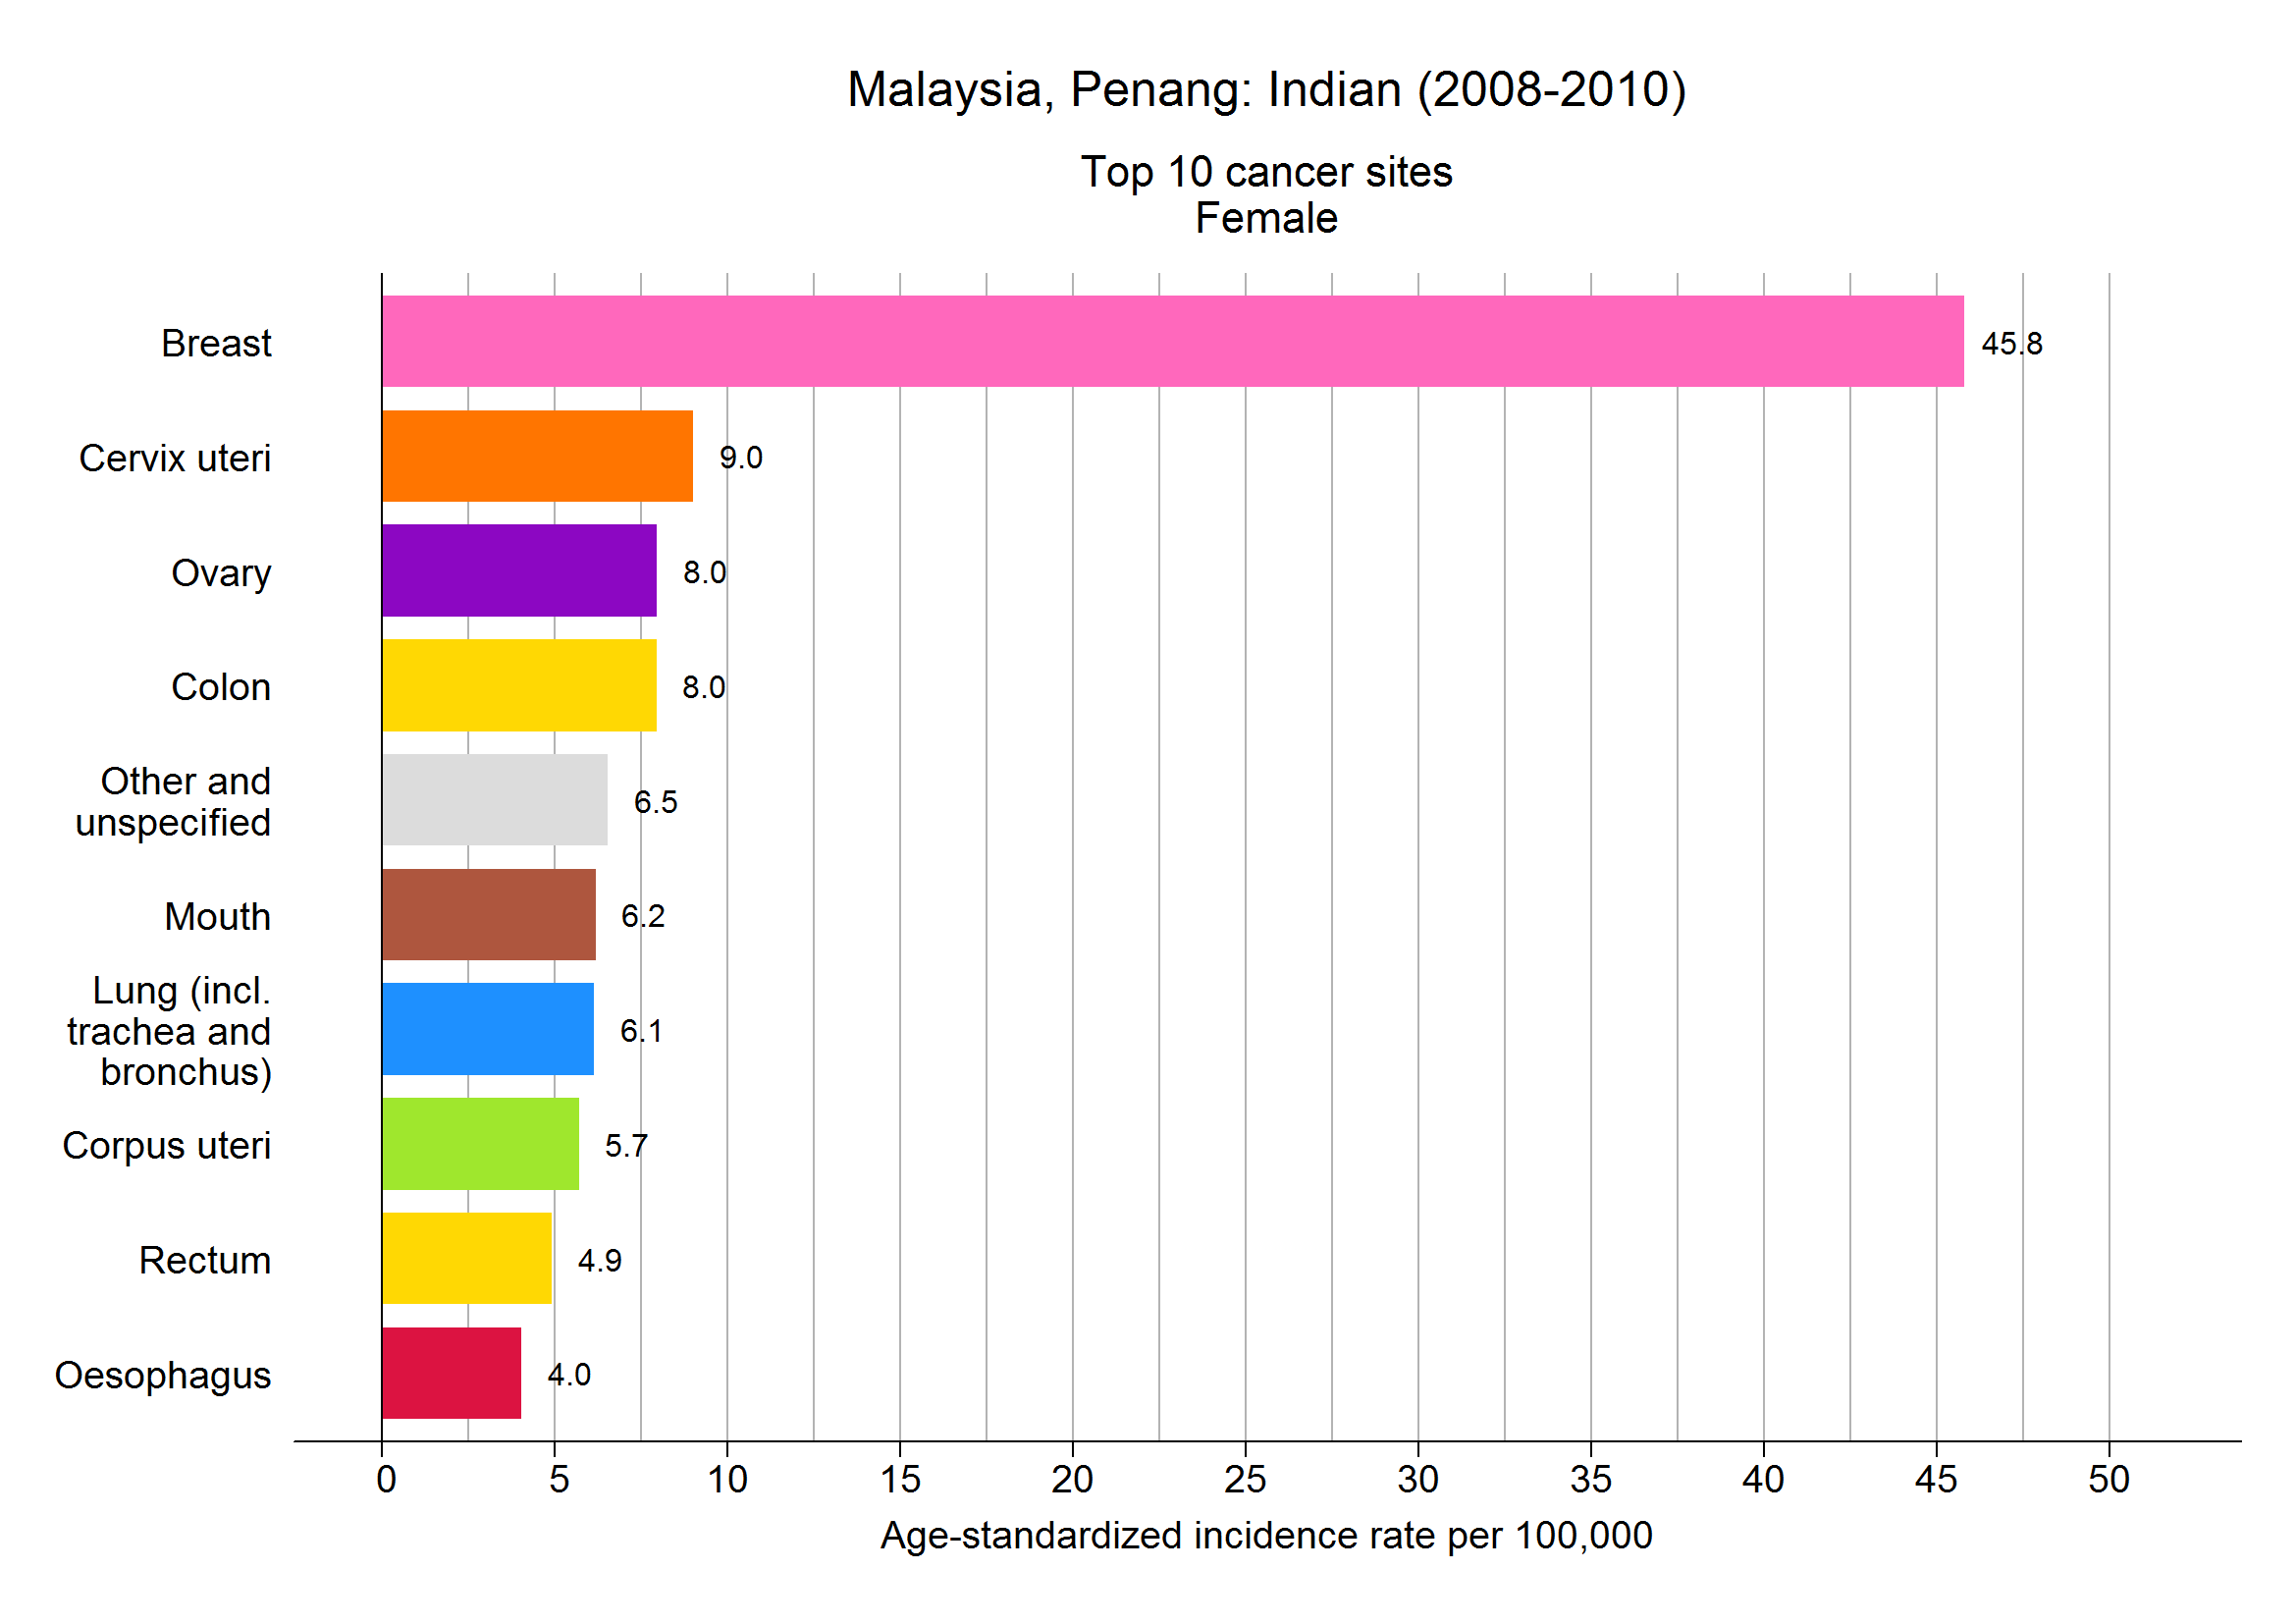 Malaysia, Penang: Indian (2008-2010)
Top 10 cancer sites
Female
Breast
45.8
Cervix uteri
9.0
Ovary
8.0
Colon
8.0
Other and
unspecified
6.5
Mouth
6.2
Lung (incl.
trachea and
bronchus)
6.1
Corpus uteri
5.7
Rectum
4.9
Oesophagus
4.0
0 5 10 15 20 25 30 35 40 45 50
Age-standardized incidence rate per 100,000